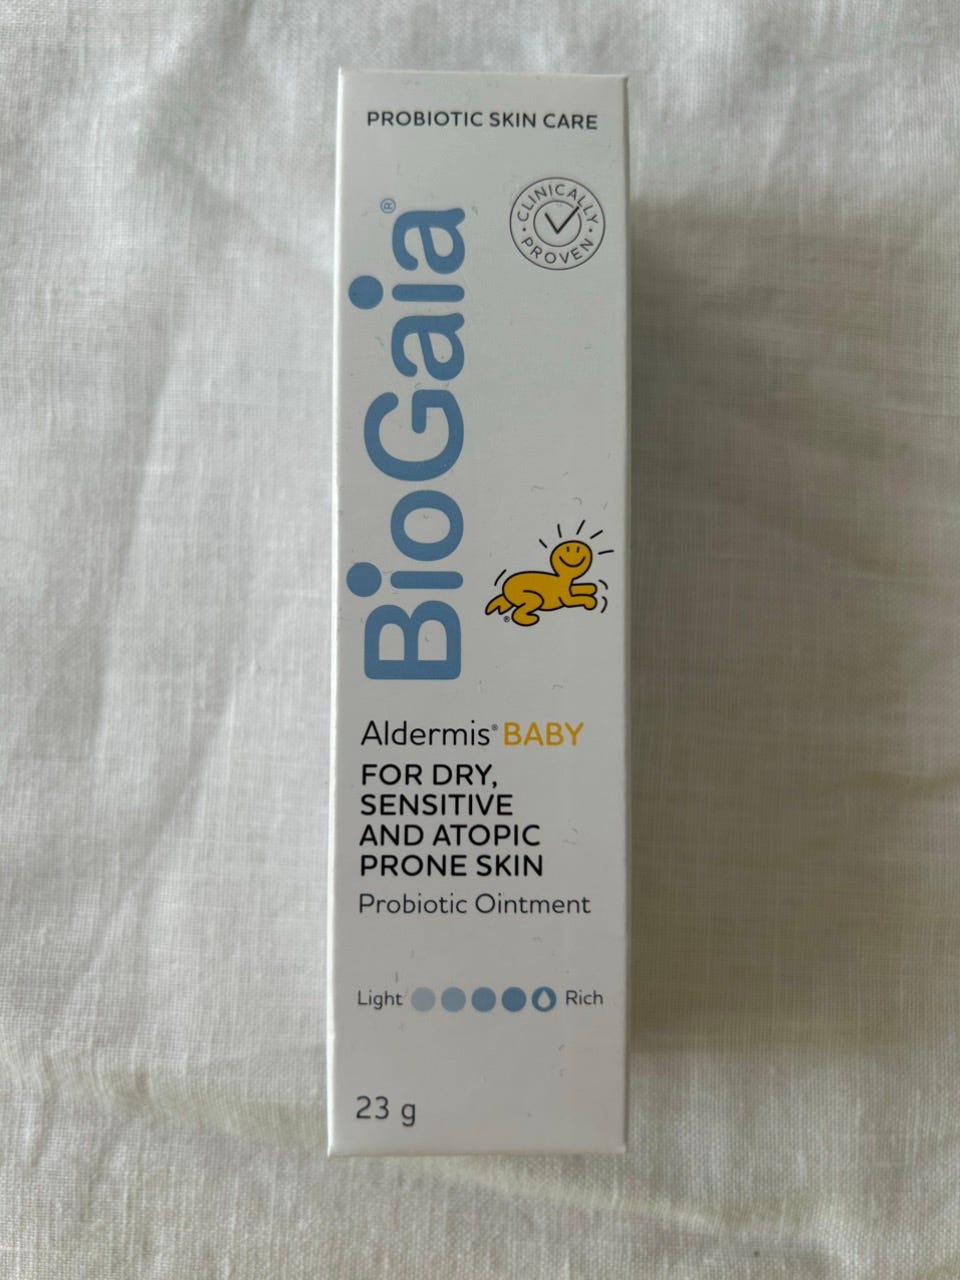 PROBIOTIC SKIN CARE
CLINICALLY
PROVEN
BioGaia®
®
Aldermis® BABY
FOR DRY,
SENSITIVE
AND ATOPIC
PRONE SKIN
Probiotic Ointment
Light Rich
23 g